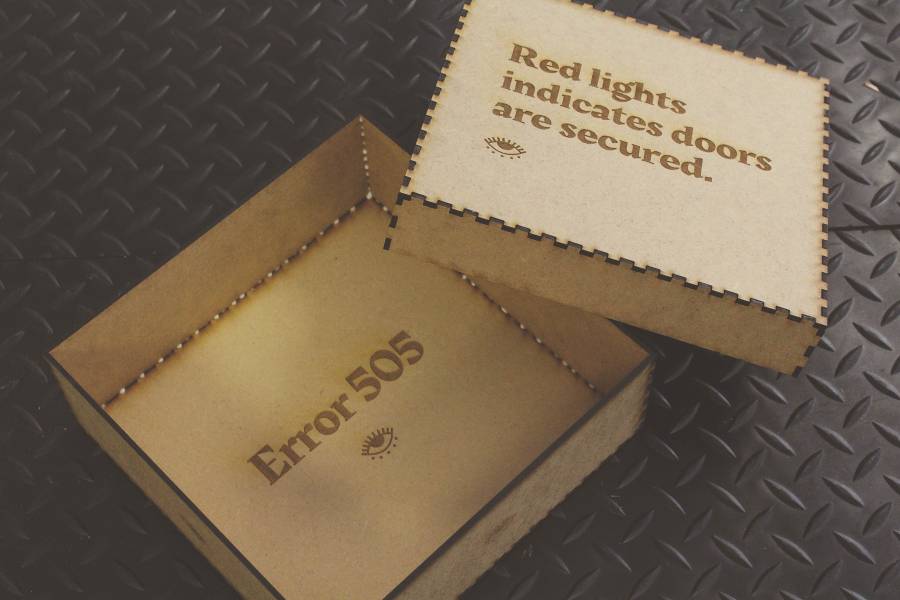 Red lights
indicates doors
are secured.
Error 505